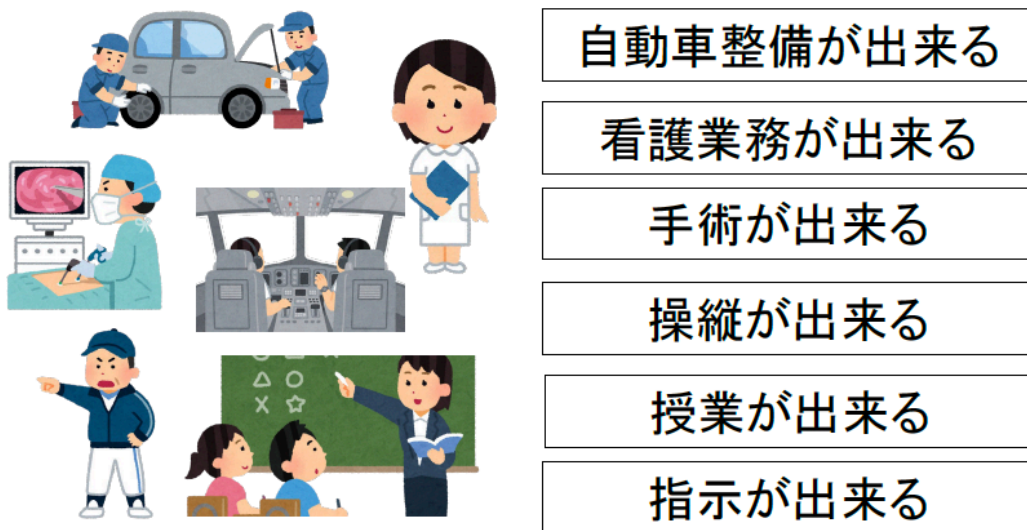 自動車整備が出来る
看護業務が出来る
手術が出来る
操縦が出来る
授業が出来る
指示が出来る